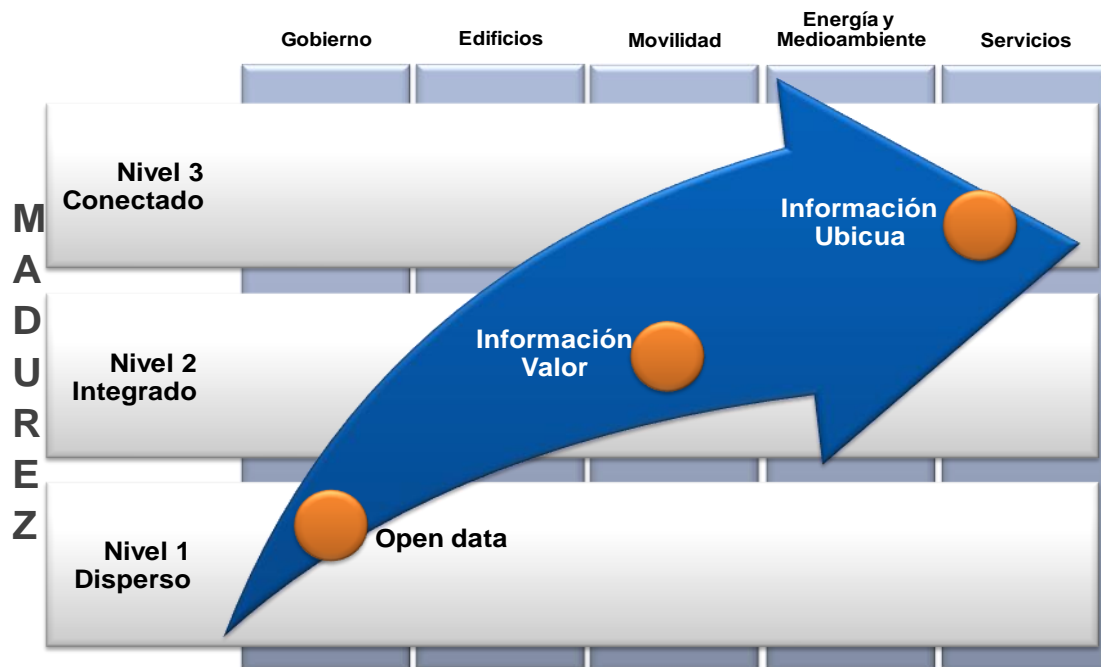 Gobierno
Edificios
Movilidad
Energía y
Medioambiente
Servicios
MADUREZ
Nivel 3
Conectado
Información
Ubicua
Nivel 2
Integrado
Información
Valor
Nivel 1
Disperso
Open data